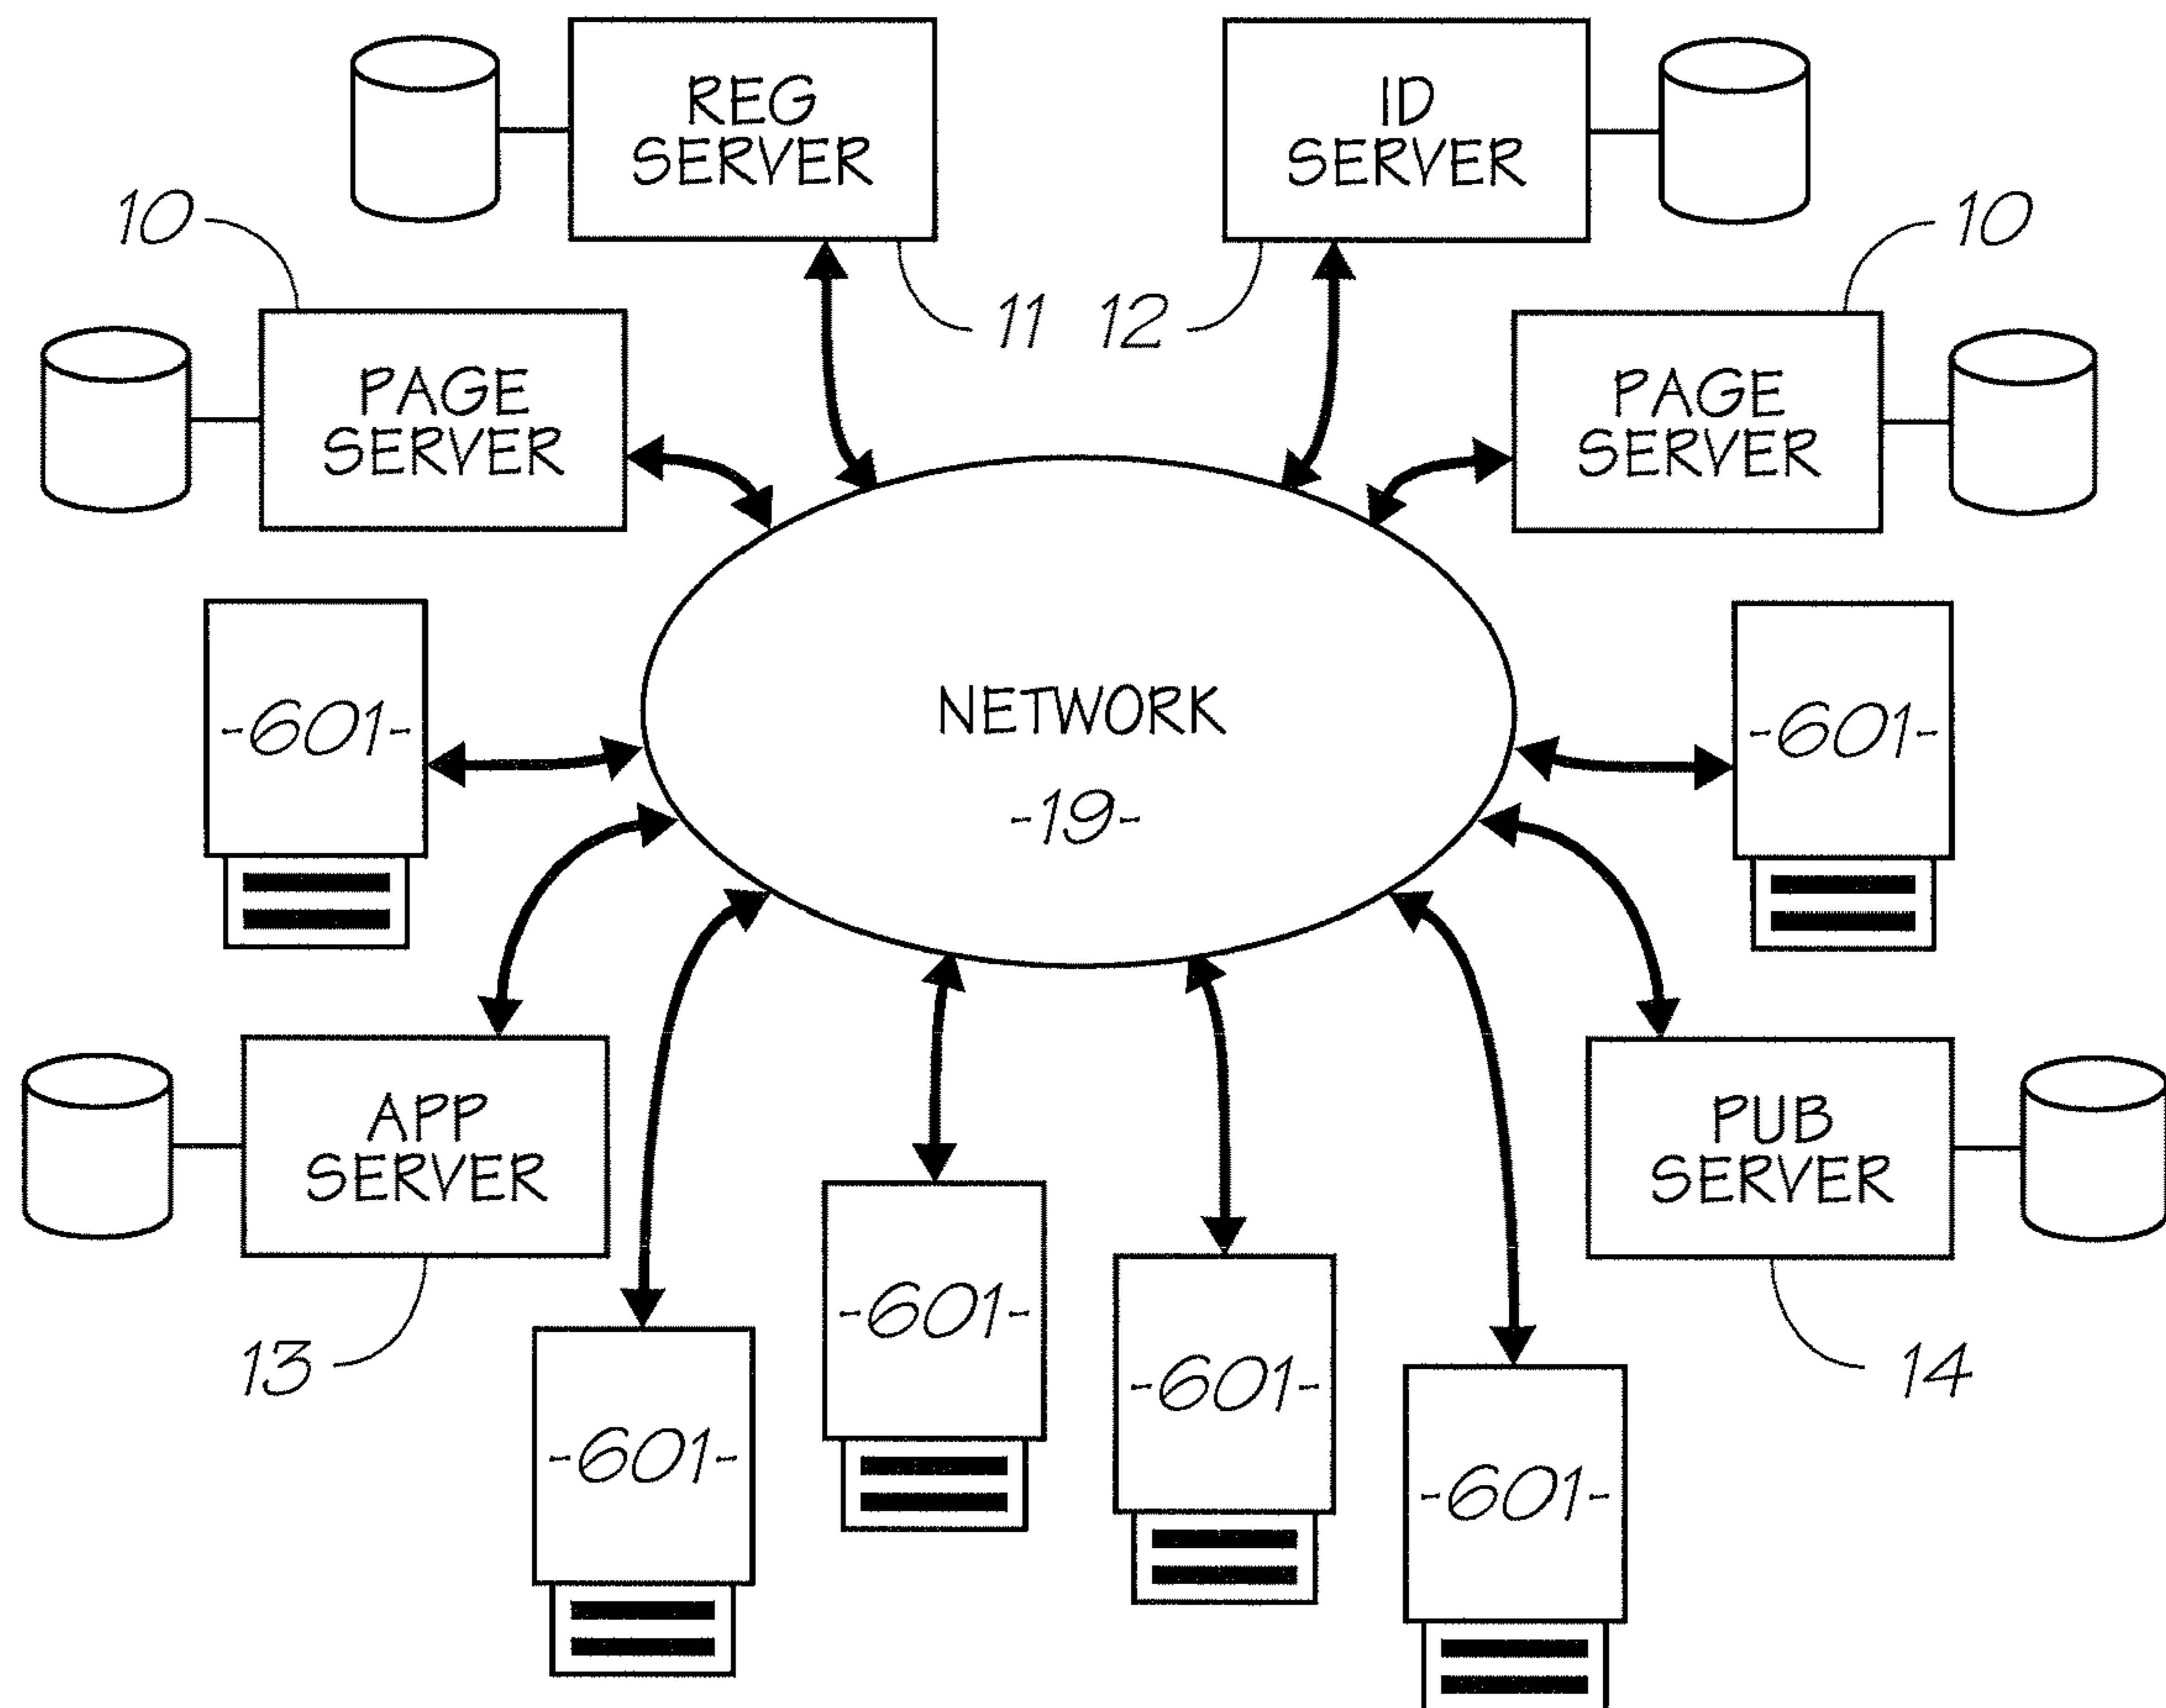 REG
SERVER
ID
SERVER
10
10
11
12
PAGE
SERVER
PAGE
SERVER
-601-
NETWORK
-19-
-601-
APP
SERVER
PUB
SERVER
13
-601-
-601-
-601-
-601-
14